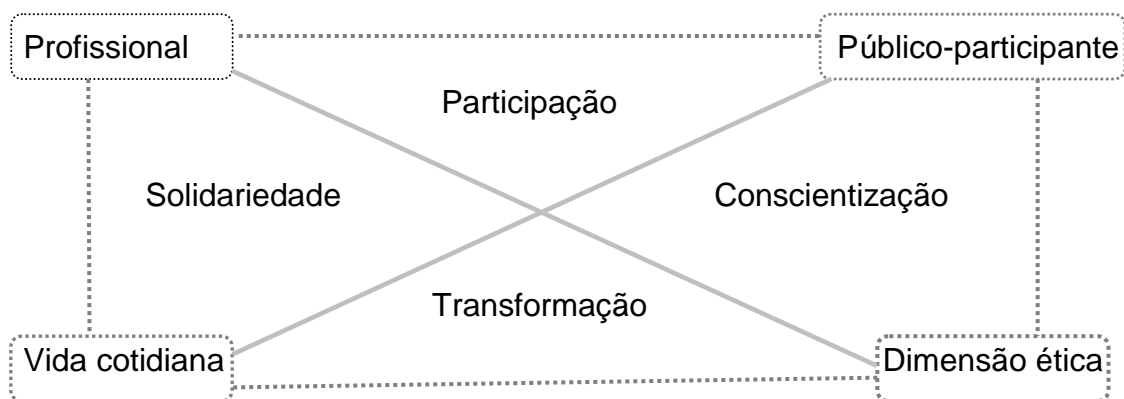 Profissional
Público-participante
Participação
Solidariedade
Conscientização
Transformação
Vida cotidiana
Dimensão ética